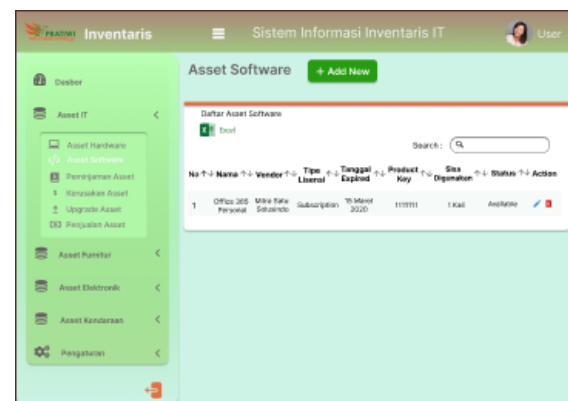 PRATIWI Inventaris
Sistem Informasi Inventaris IT
User
Dasbor
Asset IT
Asset Hardware
Asset Software
Peminjaman Asset
Kerusakan Asset
Upgrade Asset
Penjualan Asset
Asset Furnitur
Asset Elektronik
Asset Kendaraan
Pengaturan
Asset Software
+ Add New
Daftar Asset Software
Excel
Search :
No Nama Vendor Tipe Lisensi Tanggal Expired Product Key Sisa Digunakan Status Action
1 Office 365 Personal Mitra Satu Solusindo Subscription 15 Maret 2020 1111111 1 Kali Available